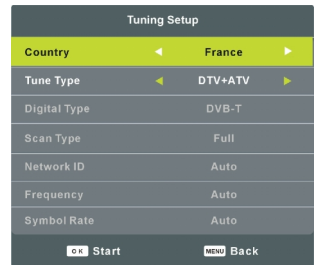 Tuning Setup
Country France
Tune Type DTV+ATV
Digital Type DVB-T
Scan Type Full
Network ID Auto
Frequency Auto
Symbol Rate Auto
OK Start MENU Back